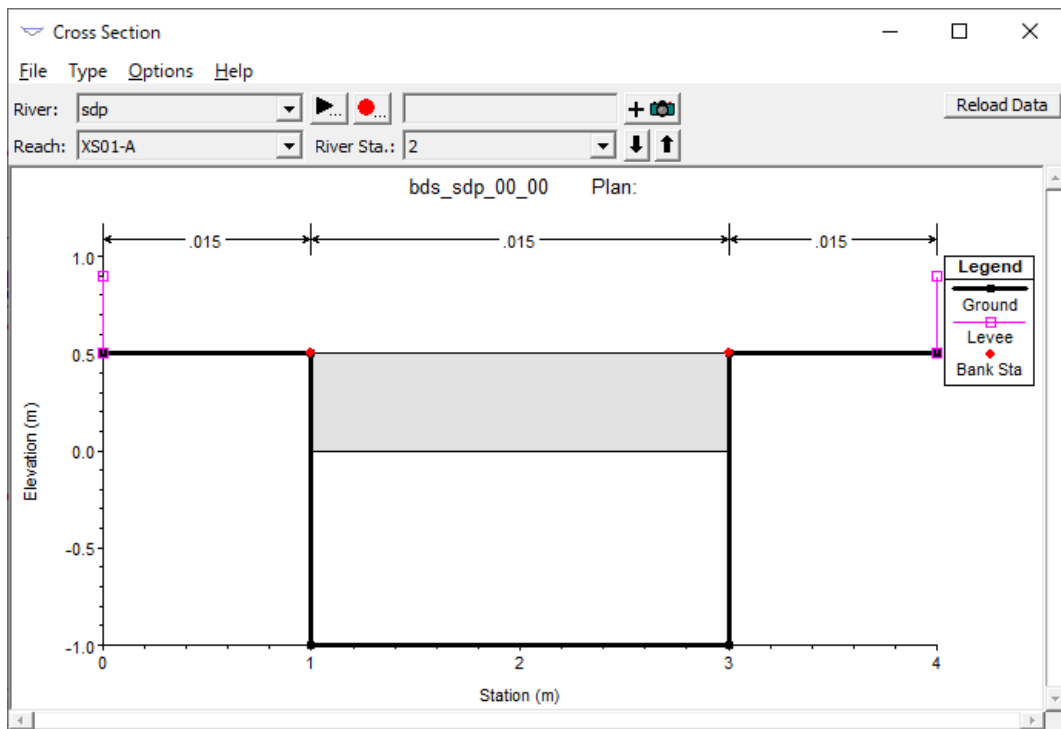 Cross Section
File Type Options Help
River: sdp
Reload Data
Reach: XS01-A River Sta.: 2
bds_sdp_00_00 Plan:
.015 .015 .015
1.0
0.5
0.0
-0.5
-1.0
0 1 2 3 4
Elevation (m)
Station (m)
Legend
Ground
Levee
Bank Sta